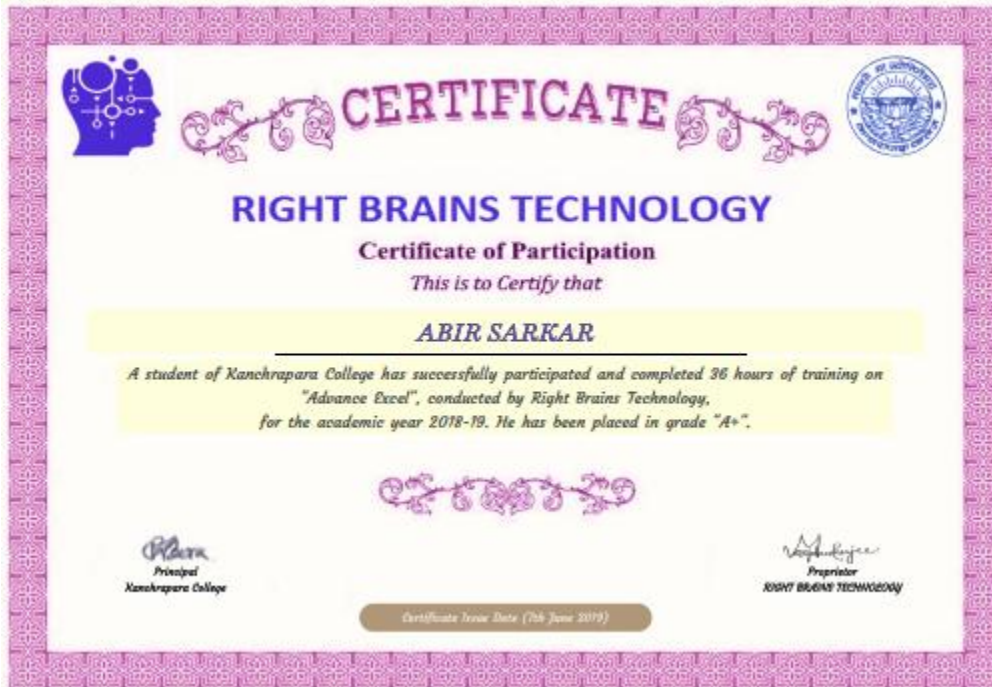 CERTIFICATE
RIGHT BRAINS TECHNOLOGY
Certificate of Participation
This is to Certify that
ABIR SARKAR
A student of Kanchrapara College has successfully participated and completed 36 hours of training on
"Advance Excel", conducted by Right Brains Technology,
for the academic year 2018-19. He has been placed in grade "A+".
Principal
Kanchrapara College
Proprietor
RIGHT BRAINS TECHNOLOGY
Certificate Issue Date (7th June 2019)